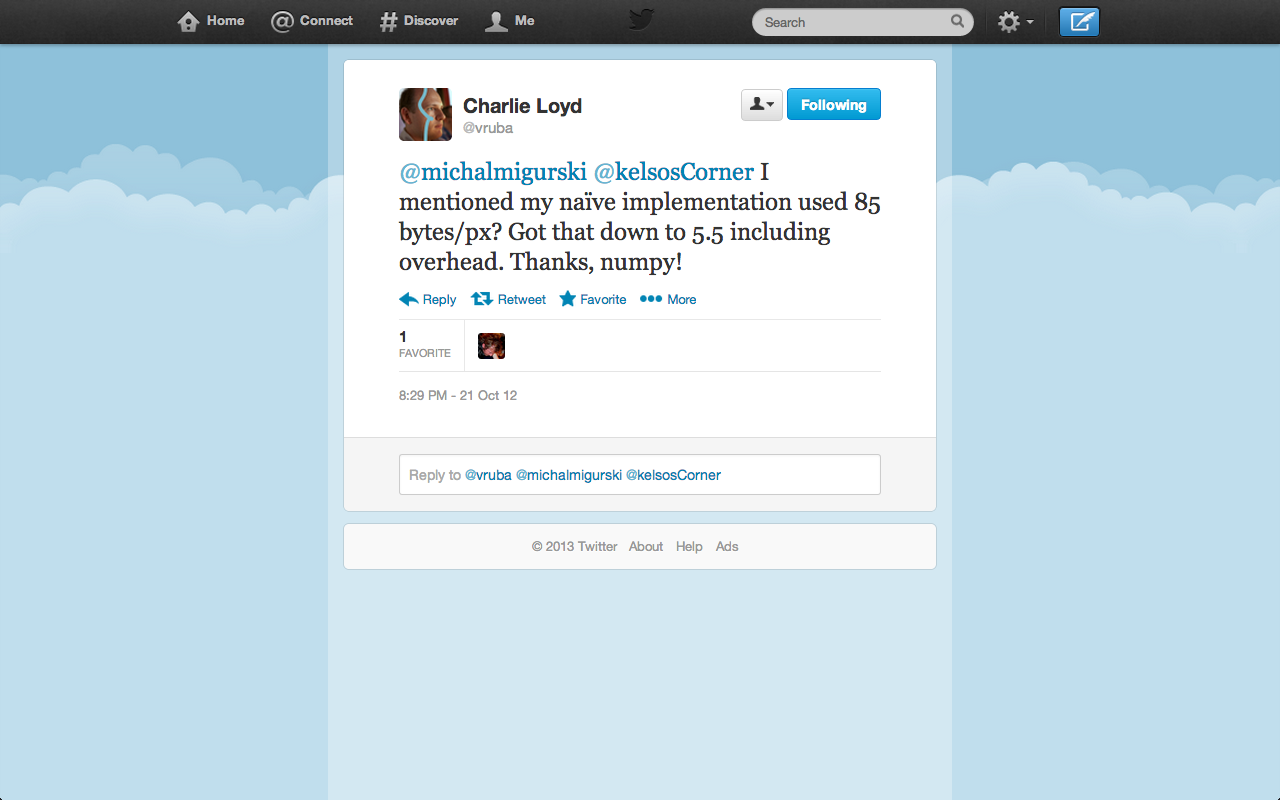 Home @ Connect # Discover Me Search
Charlie Loyd
Following
@vruba
@michalmigurski @kelsosCorner I
mentioned my naïve implementation used 85
bytes/px? Got that down to 5.5 including
overhead. Thanks, numpy!
Reply Retweet Favorite More
1
FAVORITE
8:29 PM - 21 Oct 12
Reply to @vruba @michalmigurski @kelsosCorner
© 2013 Twitter About Help Ads